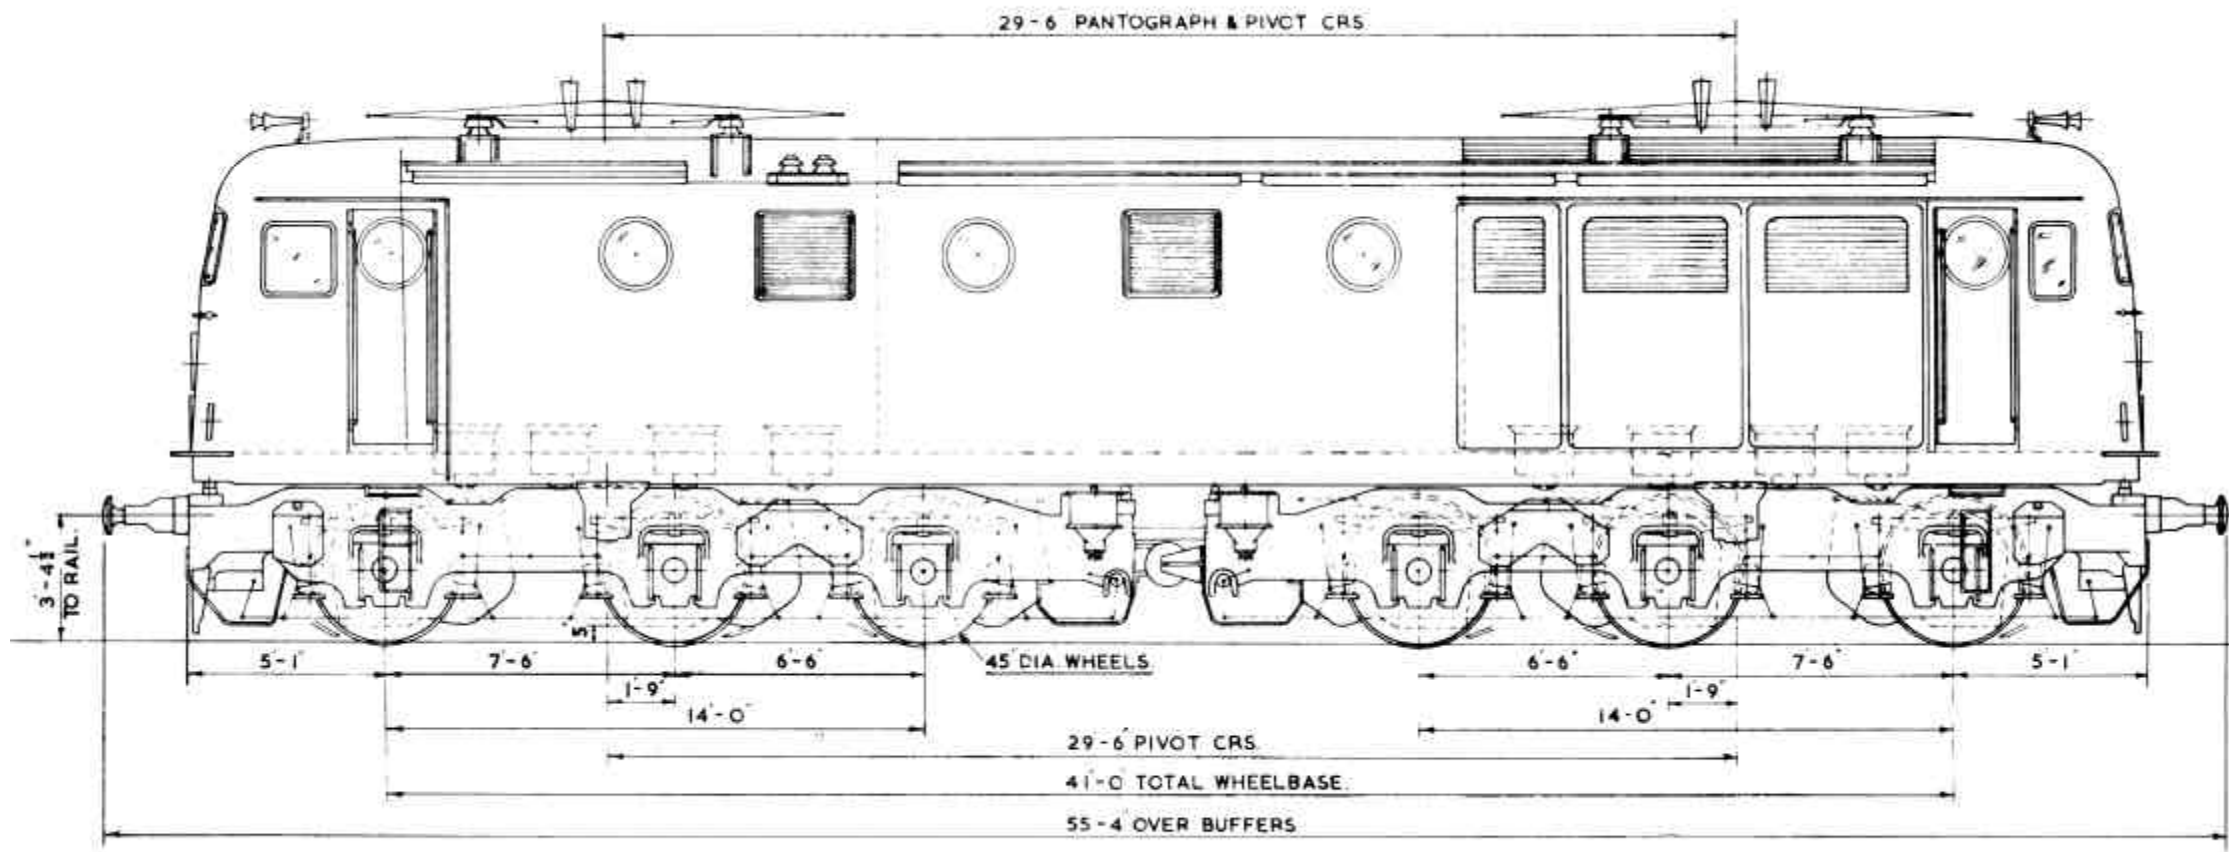 29-6 PANTOGRAPH & PIVOT CRS
3'-4½"
TO RAIL.
5"
5-1"
7-6"
6-6"
45"DIA. WHEELS
6-6"
7-6"
5-1"
1'-9"
1-9"
14'-0"
14-0"
29-6"PIVOT CRS.
41-0 TOTAL WHEELBASE.
55-4"OVER BUFFERS